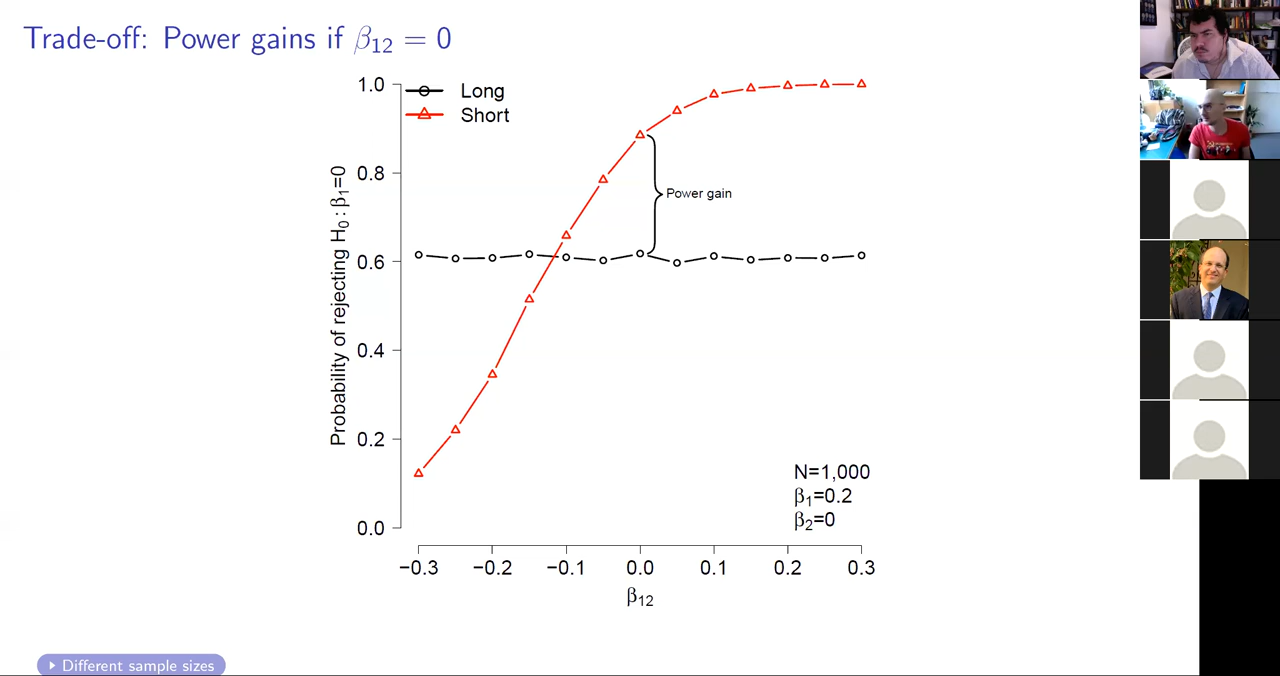 Trade-off: Power gains if β12 = 0
1.0
0.8
0.6
0.4
0.2
0.0
Probability of rejecting H0 : β1=0
Long
Short
Power gain
N=1,000
β1=0.2
β2=0
−0.3 −0.2 −0.1 0.0 0.1 0.2 0.3
β12
Different sample sizes